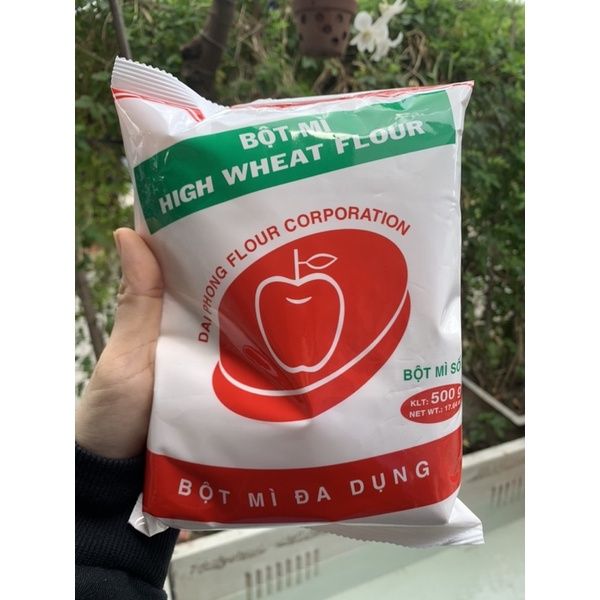 BỘT MÌ
HIGH WHEAT FLOUR
DAI PHONG FLOUR CORPORATION
BỘT MÌ SỐ
KLT: 500 g
NET WT.:
BỘT MÌ ĐA DỤNG